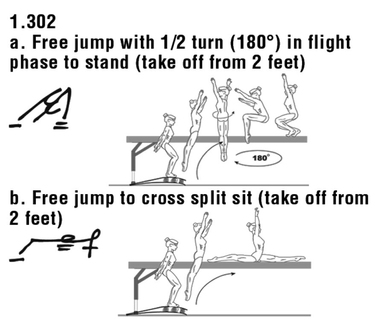 1.302
a. Free jump with 1/2 turn (180°) in flight
phase to stand (take off from 2 feet)
180°
b. Free jump to cross split sit (take off from
2 feet)